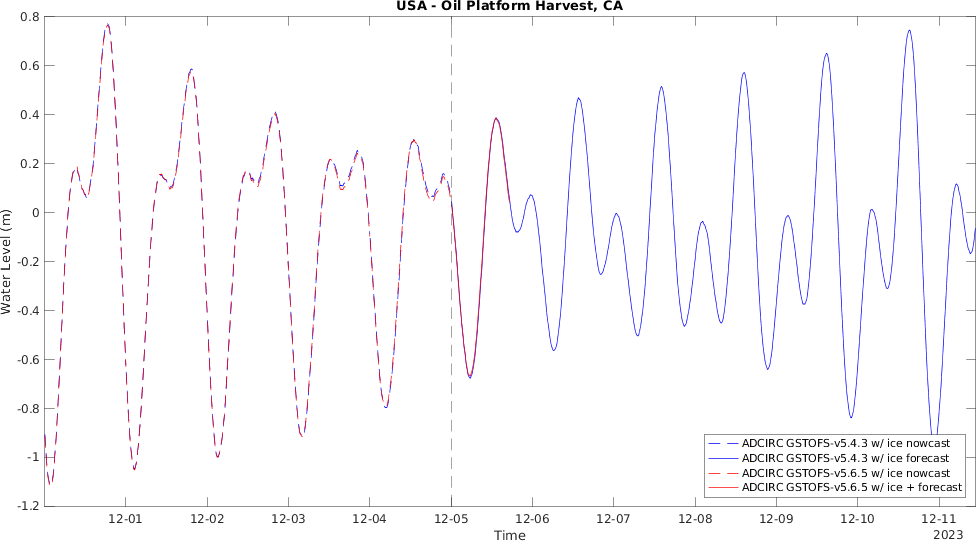 USA - Oil Platform Harvest, CA
Water Level (m)
0.8
0.6
0.4
0.2
0
-0.2
-0.4
-0.6
-0.8
-1
-1.2
ADCIRC GSTOFS-v5.4.3 w/ ice nowcast
ADCIRC GSTOFS-v5.4.3 w/ ice forecast
ADCIRC GSTOFS-v5.6.5 w/ ice nowcast
ADCIRC GSTOFS-v5.6.5 w/ ice + forecast
12-01 12-02 12-03 12-04 12-05 12-06 12-07 12-08 12-09 12-10 12-11
Time
2023